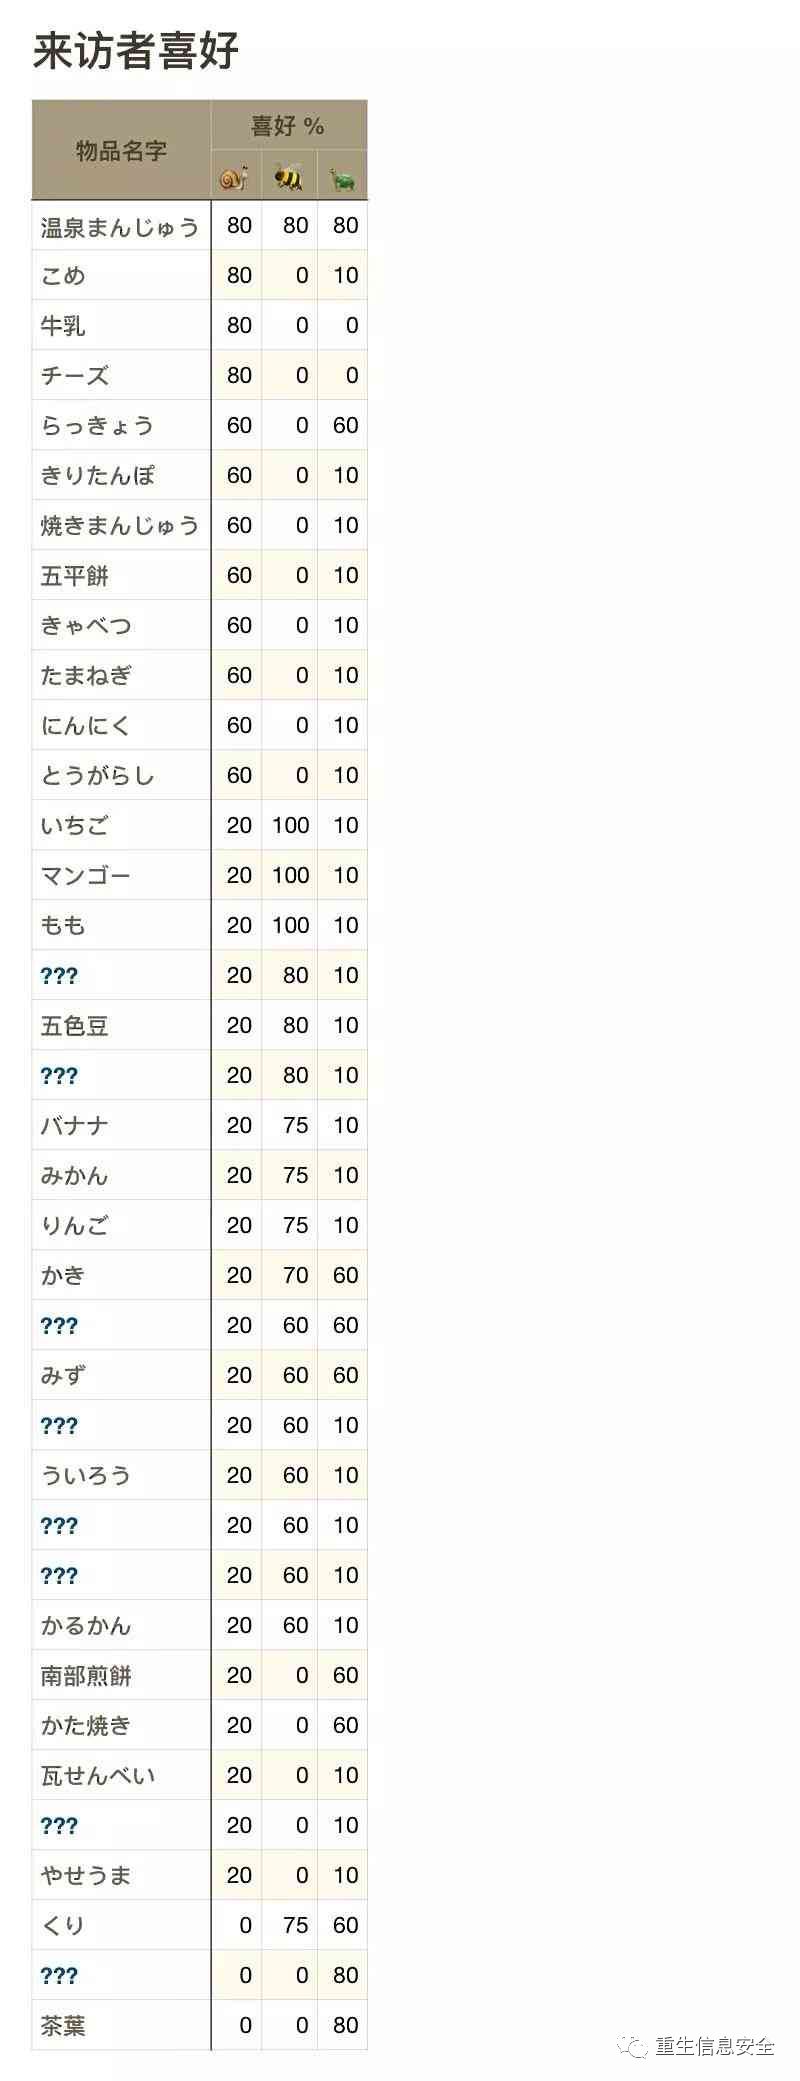 来访者喜好
物品名字 喜好 %
温泉まんじゅう 80 80 80
こめ 80 0 10
牛乳 80 0 0
チーズ 80 0 0
らっきょう 60 0 60
きりたんぽ 60 0 10
焼きまんじゅう 60 0 10
五平餅 60 0 10
きゃべつ 60 0 10
たまねぎ 60 0 10
にんにく 60 0 10
とうがらし 60 0 10
いちご 20 100 10
マンゴー 20 100 10
もも 20 100 10
??? 20 80 10
五色豆 20 80 10
??? 20 80 10
バナナ 20 75 10
みかん 20 75 10
りんご 20 75 10
かき 20 70 60
??? 20 60 60
みず 20 60 60
??? 20 60 10
ういろう 20 60 10
??? 20 60 10
??? 20 60 10
かるかん 20 60 10
南部煎餅 20 0 60
かた焼き 20 0 60
瓦せんべい 20 0 10
??? 20 0 10
やせうま 20 0 10
くり 0 75 60
??? 0 0 80
茶葉 0 0 80
重生信息安全